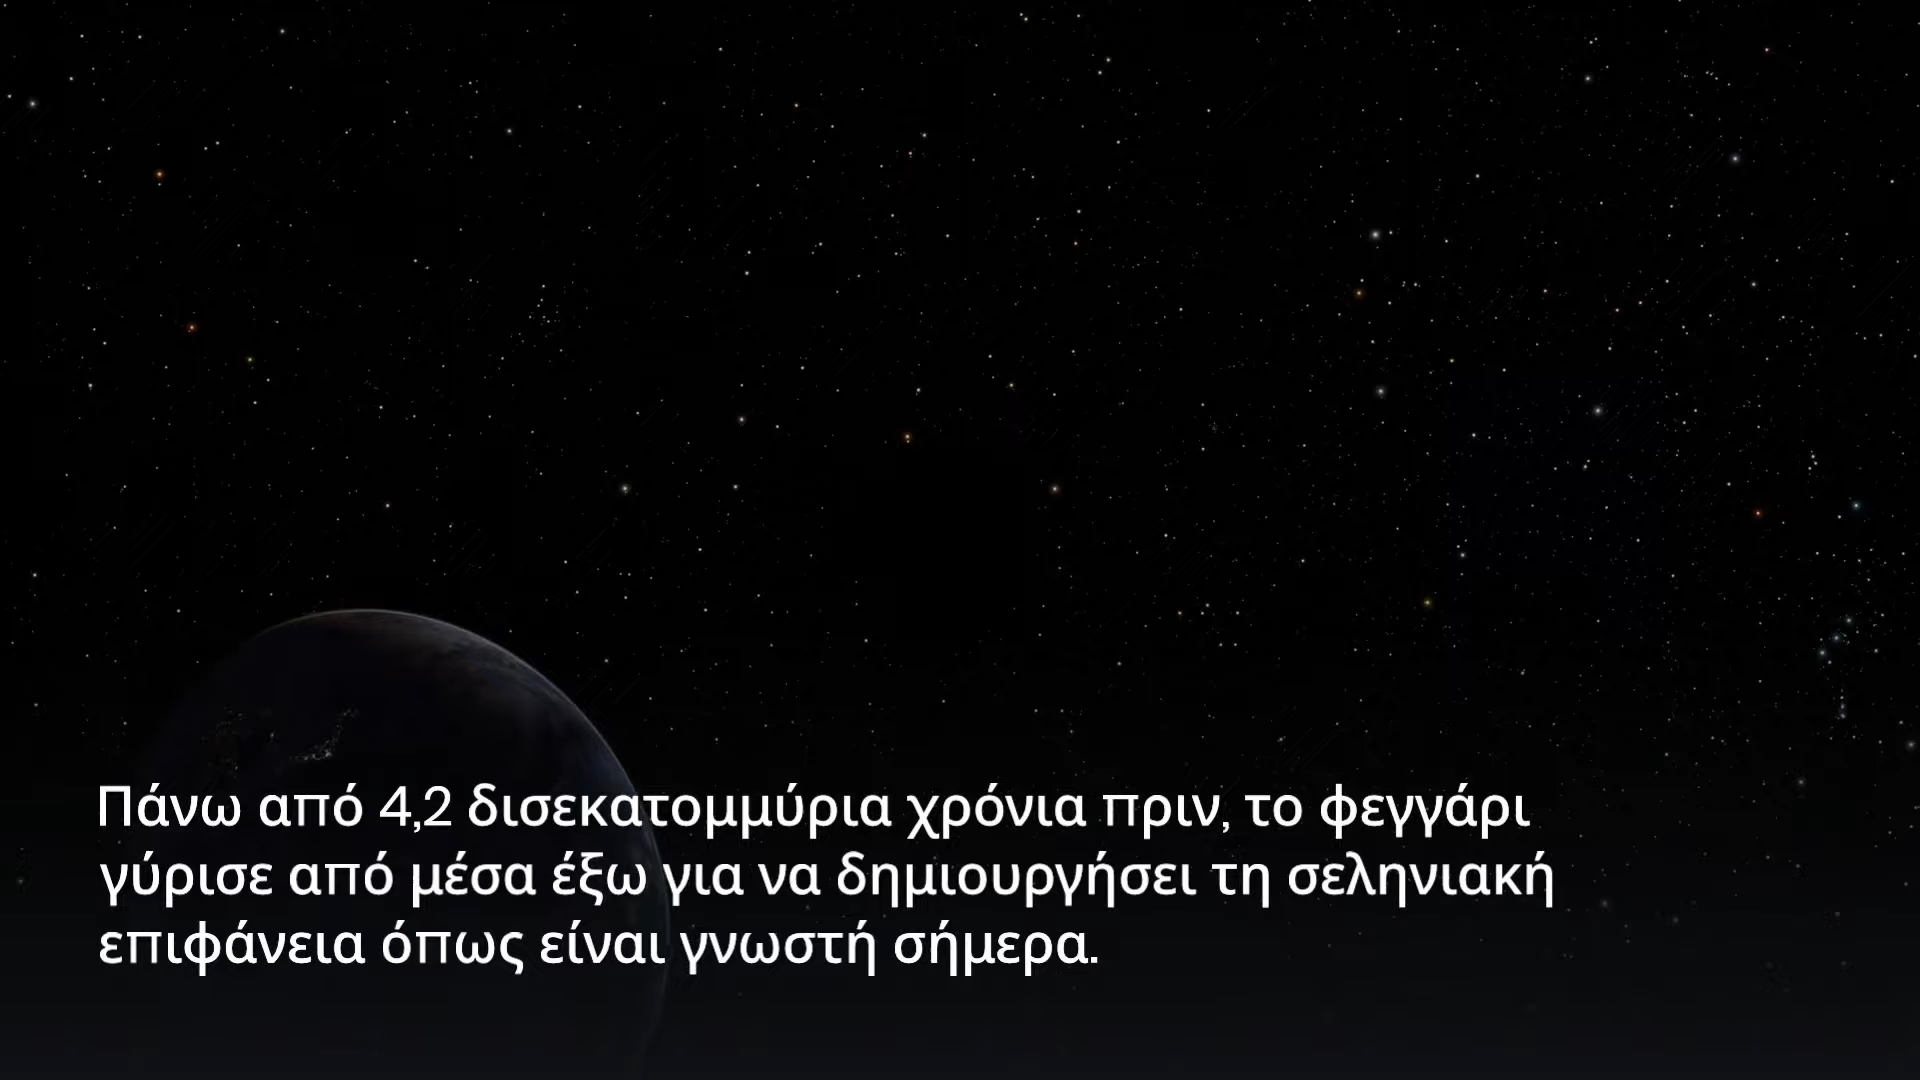 Πάνω από 4,2 δισεκατομμύρια χρόνια πριν, το φεγγάρι
γύρισε από μέσα έξω για να δημιουργήσει τη σεληνιακή
επιφάνεια όπως είναι γνωστή σήμερα.